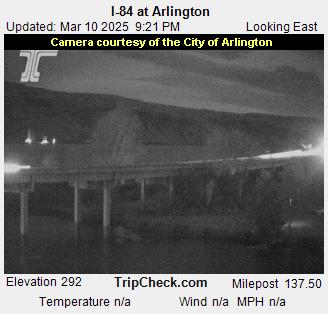 I-84 at Arlington
Updated: Mar 10 2025 9:21 PM Looking East
Camera courtesy of the City of Arlington
Elevation 292 TripCheck.com Milepost 137.50
Temperature n/a Wind n/a MPH n/a